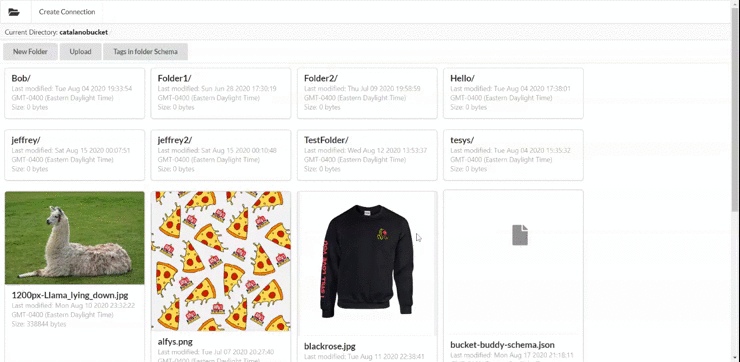 Create Connection
Current Directory: catalanobucket
New Folder Upload Tags in folder Schema
Bob/
Last modified: Tue Aug 04 2020 19:33:54
GMT-0400 (Eastern Daylight Time)
Size: 0 bytes
Folder1/
Last modified: Sun Jun 28 2020 17:30:19
GMT-0400 (Eastern Daylight Time)
Size: 0 bytes
Folder2/
Last modified: Thu Jul 09 2020 19:58:59
GMT-0400 (Eastern Daylight Time)
Size: 0 bytes
Hello/
Last modified: Tue Aug 04 2020 17:38:01
GMT-0400 (Eastern Daylight Time)
Size: 0 bytes
jeffrey/
Last modified: Sat Aug 15 2020 00:07:51
GMT-0400 (Eastern Daylight Time)
Size: 0 bytes
jeffrey2/
Last modified: Sat Aug 15 2020 00:10:48
GMT-0400 (Eastern Daylight Time)
Size: 0 bytes
TestFolder/
Last modified: Wed Aug 12 2020 13:53:37
GMT-0400 (Eastern Daylight Time)
Size: 0 bytes
tesys/
Last modified: Tue Aug 04 2020 15:35:32
GMT-0400 (Eastern Daylight Time)
Size: 0 bytes
1200px-Llama_lying_down.jpg
Last modified: Mon Aug 10 2020 23:32:22
GMT-0400 (Eastern Daylight Time)
Size: 338844 bytes
alfys.png
Last modified: Tue Jul 07 2020 20:27:40
GMT-0400 (Eastern Daylight Time)
blackrose.jpg
Last modified: Tue Aug 11 2020 22:38:41
bucket-buddy-schema.json
Last modified: Mon Aug 17 2020 21:18:11